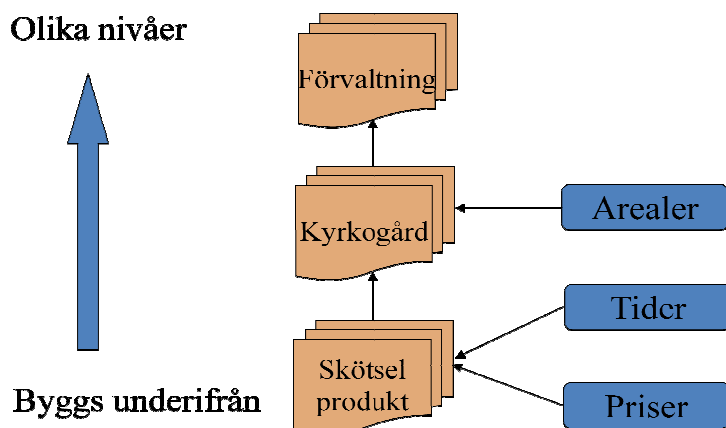 Olika nivåer
Förvaltning
Kyrkogård
Arealer
Tider
Skötsel
produkt
Byggs underifrån
Priser